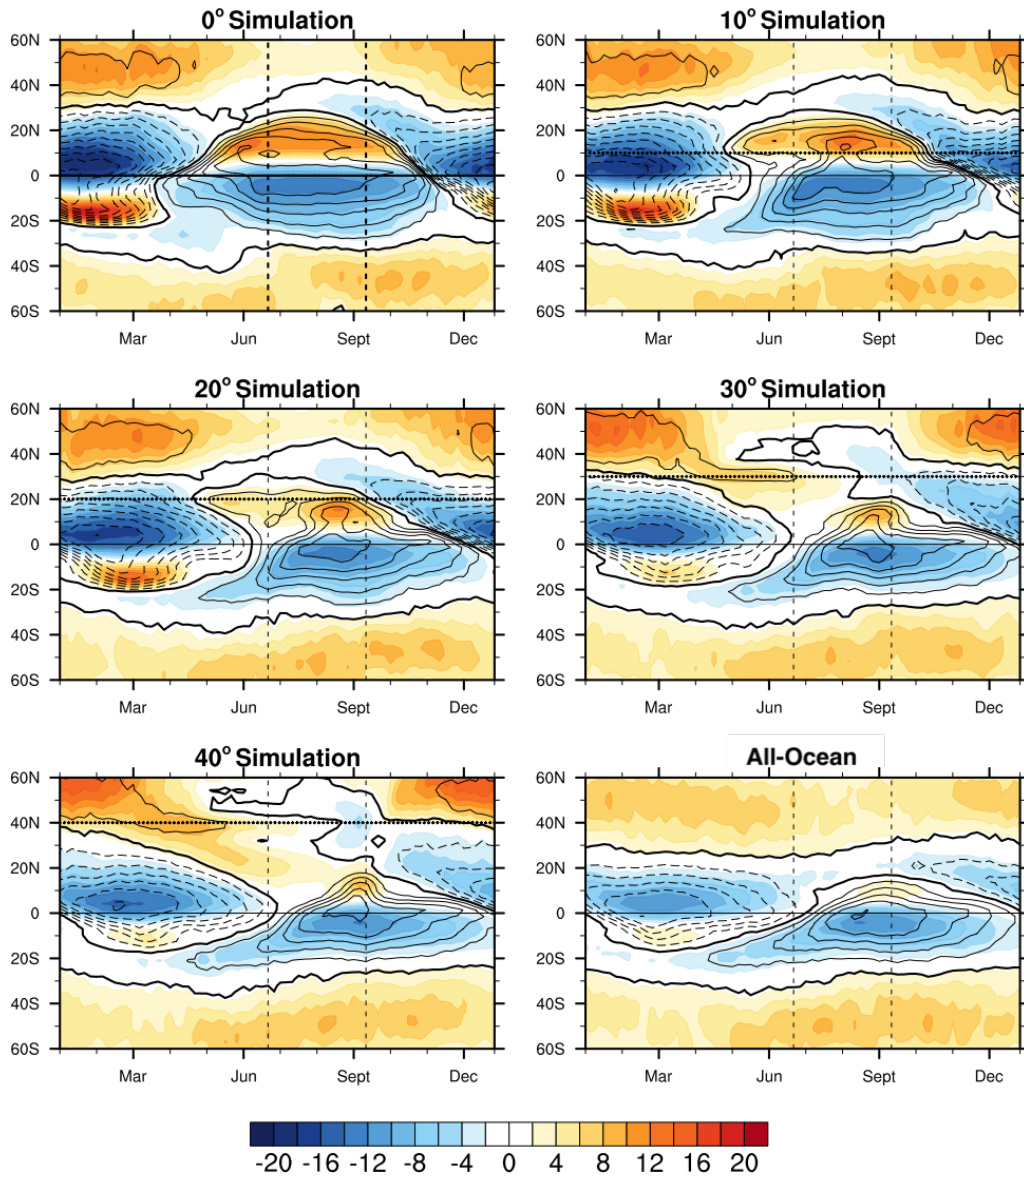 0° Simulation
10° Simulation
60N
40N
20N
0
20S
40S
60S
Mar Jun Sept Dec
60N
40N
20N
0
20S
40S
60S
Mar Jun Sept Dec
20° Simulation
30° Simulation
60N
40N
20N
0
20S
40S
60S
Mar Jun Sept Dec
60N
40N
20N
0
20S
40S
60S
Mar Jun Sept Dec
40° Simulation
All-Ocean
60N
40N
20N
0
20S
40S
60S
Mar Jun Sept Dec
60N
40N
20N
0
20S
40S
60S
Mar Jun Sept Dec
-20 -16 -12 -8 -4 0 4 8 12 16 20